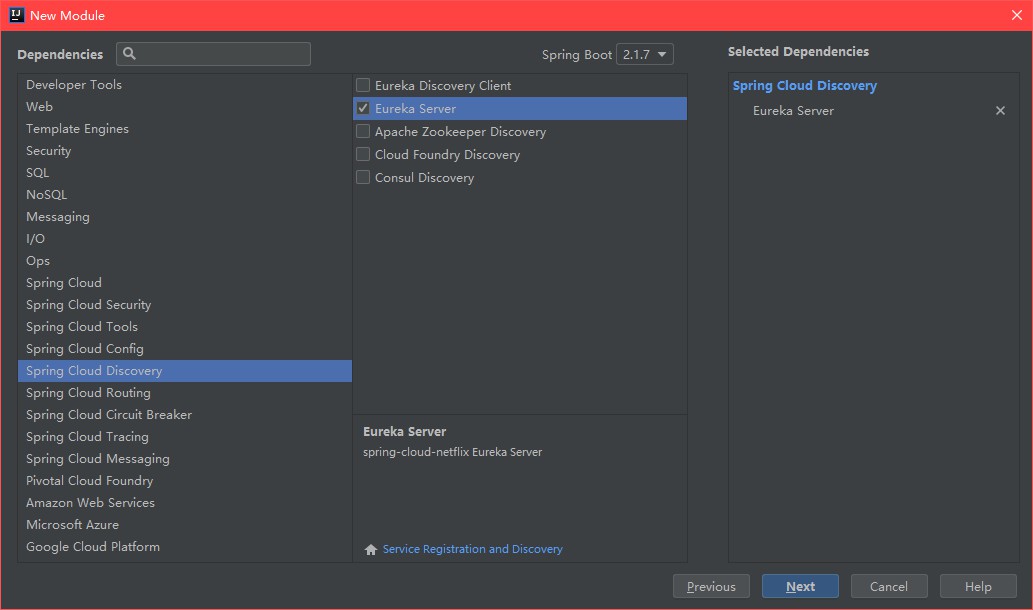 New Module
Dependencies
Spring Boot 2.1.7
Selected Dependencies
Developer Tools
Web
Template Engines
Security
SQL
NoSQL
Messaging
I/O
Ops
Spring Cloud
Spring Cloud Security
Spring Cloud Tools
Spring Cloud Config
Spring Cloud Discovery
Spring Cloud Routing
Spring Cloud Circuit Breaker
Spring Cloud Tracing
Spring Cloud Messaging
Pivotal Cloud Foundry
Amazon Web Services
Microsoft Azure
Google Cloud Platform
Eureka Discovery Client
Eureka Server
Apache Zookeeper Discovery
Cloud Foundry Discovery
Consul Discovery
Eureka Server
spring-cloud-netflix Eureka Server
Service Registration and Discovery
Spring Cloud Discovery
Eureka Server
Previous
Next
Cancel
Help